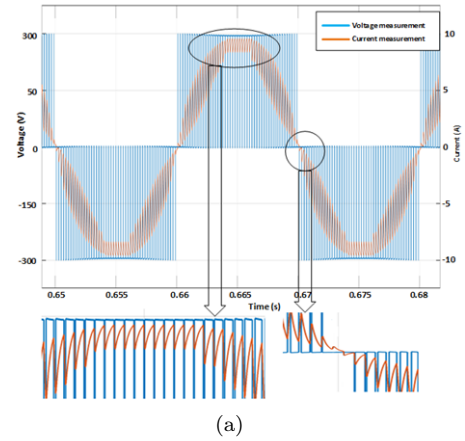 Voltage measurement
Current measurement
300
50
0
-150
-300
Voltage (V)
10
5
0
-5
-10
Current (A)
0.65
0.655
0.66
0.665
0.67
0.675
0.68
Time (s)
(a)